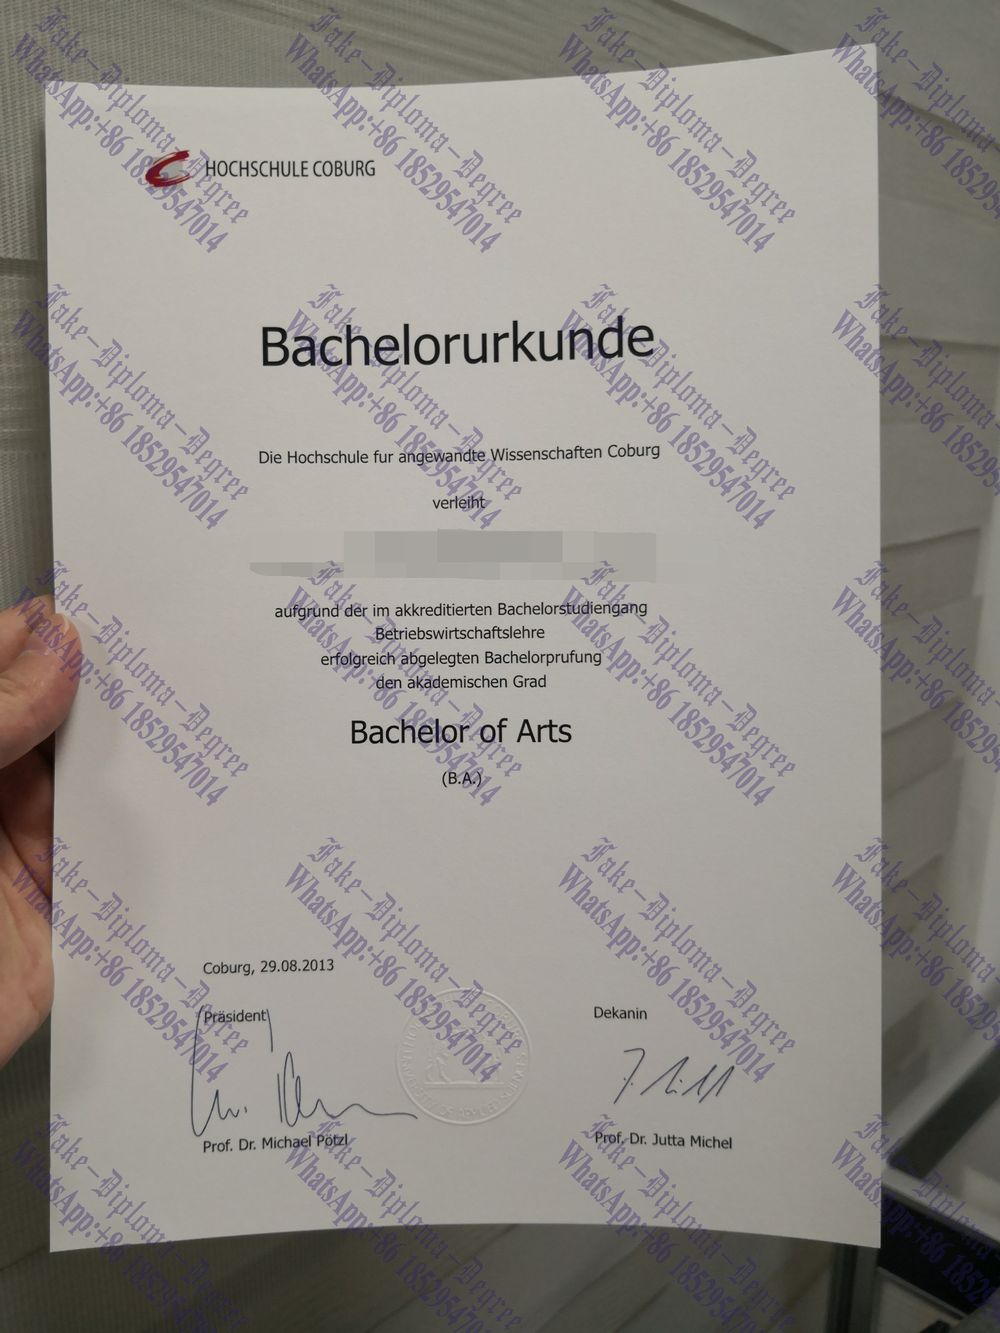 HOCHSCHULE COBURG
Bachelorurkunde
Die Hochschule fur angewandte Wissenschaften Coburg
verleiht
aufgrund der im akkreditierten Bachelorstudiengang
Betriebswirtschaftslehre
erfolgreich abgelegten Bachelorprufung
den akademischen Grad
Bachelor of Arts
(B.A.)
Coburg, 29.08.2013
Präsident
Dekanin
Prof. Dr. Michael Pötzl
Prof. Dr. Jutta Michel
Fake-Diploma-Degree
WhatsApp:+86 18529547014